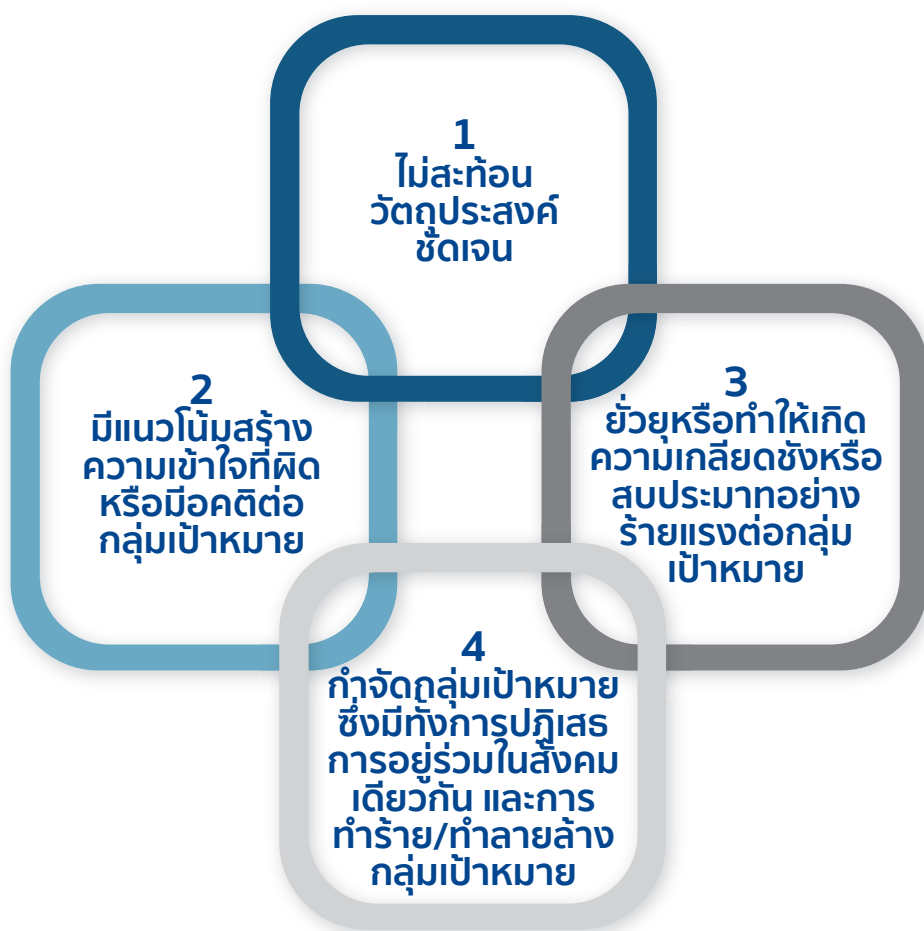 1
ไม่สะท้อน
วัตถุประสงค์
ชัดเจน
2
มีแนวโน้มสร้าง
ความเข้าใจที่ผิด
หรือมีอคติต่อ
กลุ่มเป้าหมาย
3
ยั่วยุหรือทำให้เกิด
ความเกลียดชังหรือ
สบประมาทอย่าง
ร้ายแรงต่อกลุ่ม
เป้าหมาย
4
กำจัดกลุ่มเป้าหมาย
ซึ่งมีทั้งการปฏิเสธ
การอยู่ร่วมในสังคม
เดียวกัน และการ
ทำร้าย/ทำลายล้าง
กลุ่มเป้าหมาย